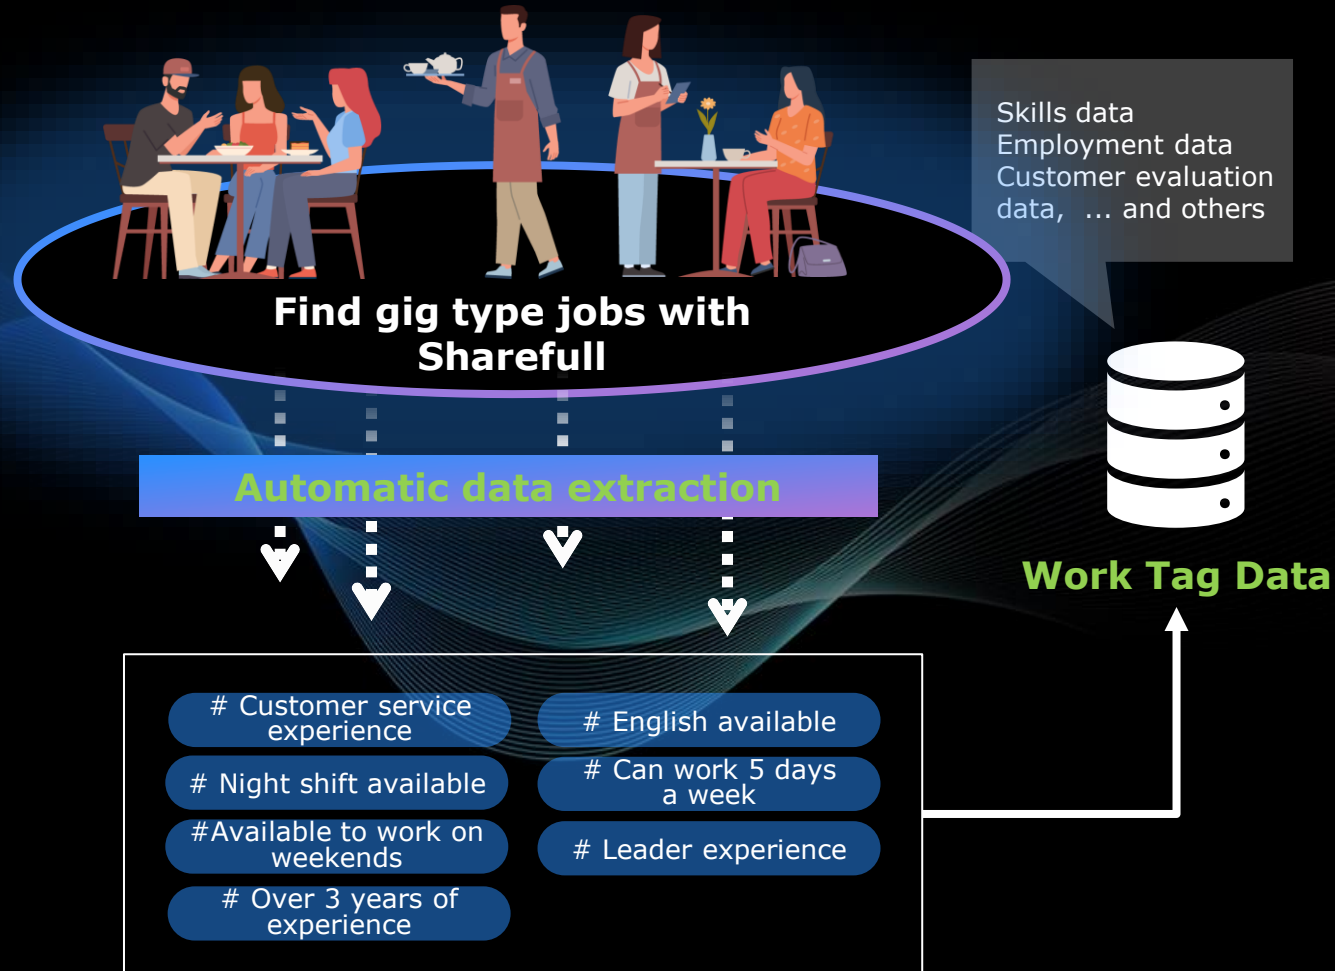 Skills data
Employment data
Customer evaluation
data, ... and others
Find gig type jobs with
Sharefull
Automatic data extraction
Work Tag Data
# Customer service
experience
# English available
# Night shift available
# Can work 5 days
a week
#Available to work on
weekends
# Leader experience
# Over 3 years of
experience